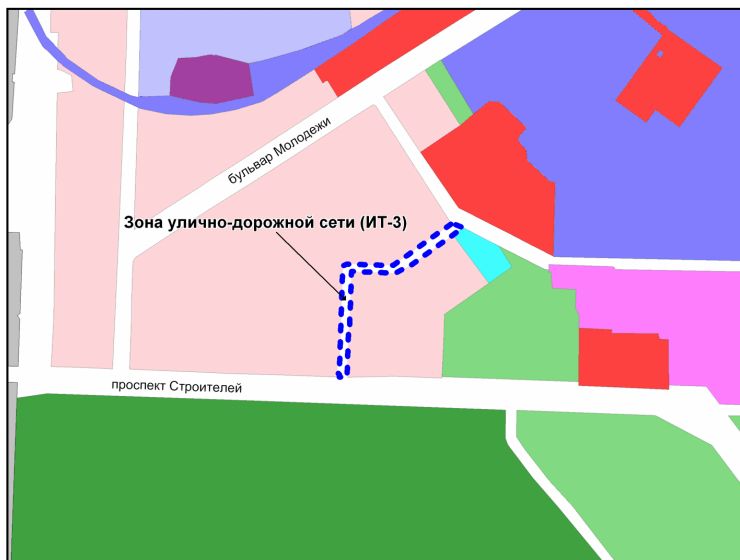 бульвар Молодежи
Зона улично-дорожной сети (ИТ-3)
проспект Строителей